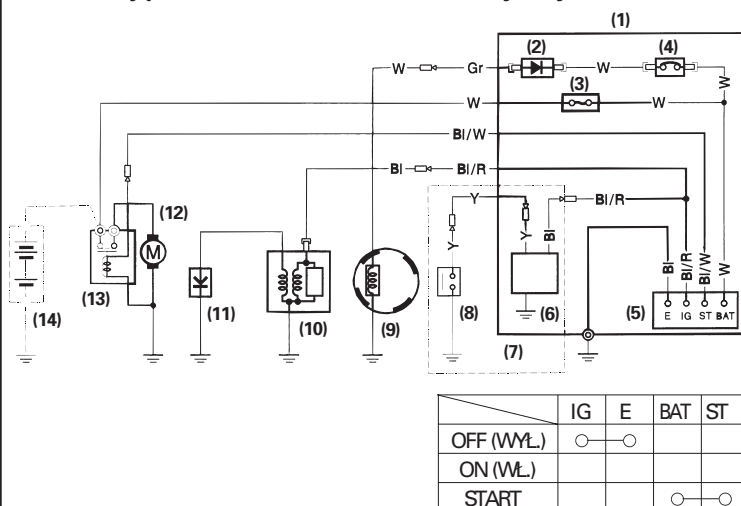 (1)
(2)
(4)
W
Gr
W
(3)
W
W
W
Bl/W
Bl
Bl/R
Y
Bl/R
Bl/R
(12)
Y
Y
Bl
Bl
Bl/R
Bl/W
W
M
(13)
(14)
(11)
(10)
(9)
(8)
(6)
(7)
(5)
E IG ST BAT
IG E BAT ST
OFF (WYŁ.)
ON (WŁ.)
START